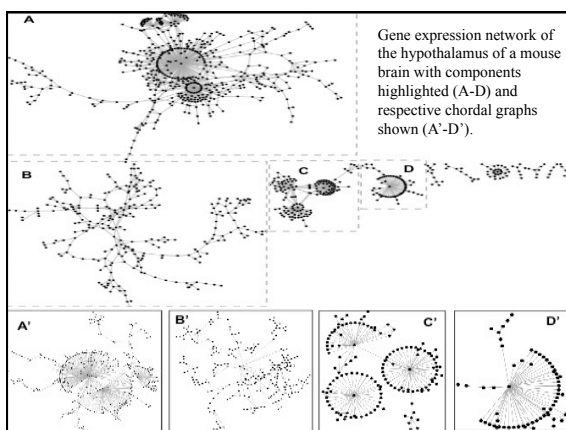 A
Gene expression network of
the hypothalamus of a mouse
brain with components
highlighted (A-D) and
respective chordal graphs
shown (A'-D').
B
C
D
A'
B'
C'
D'